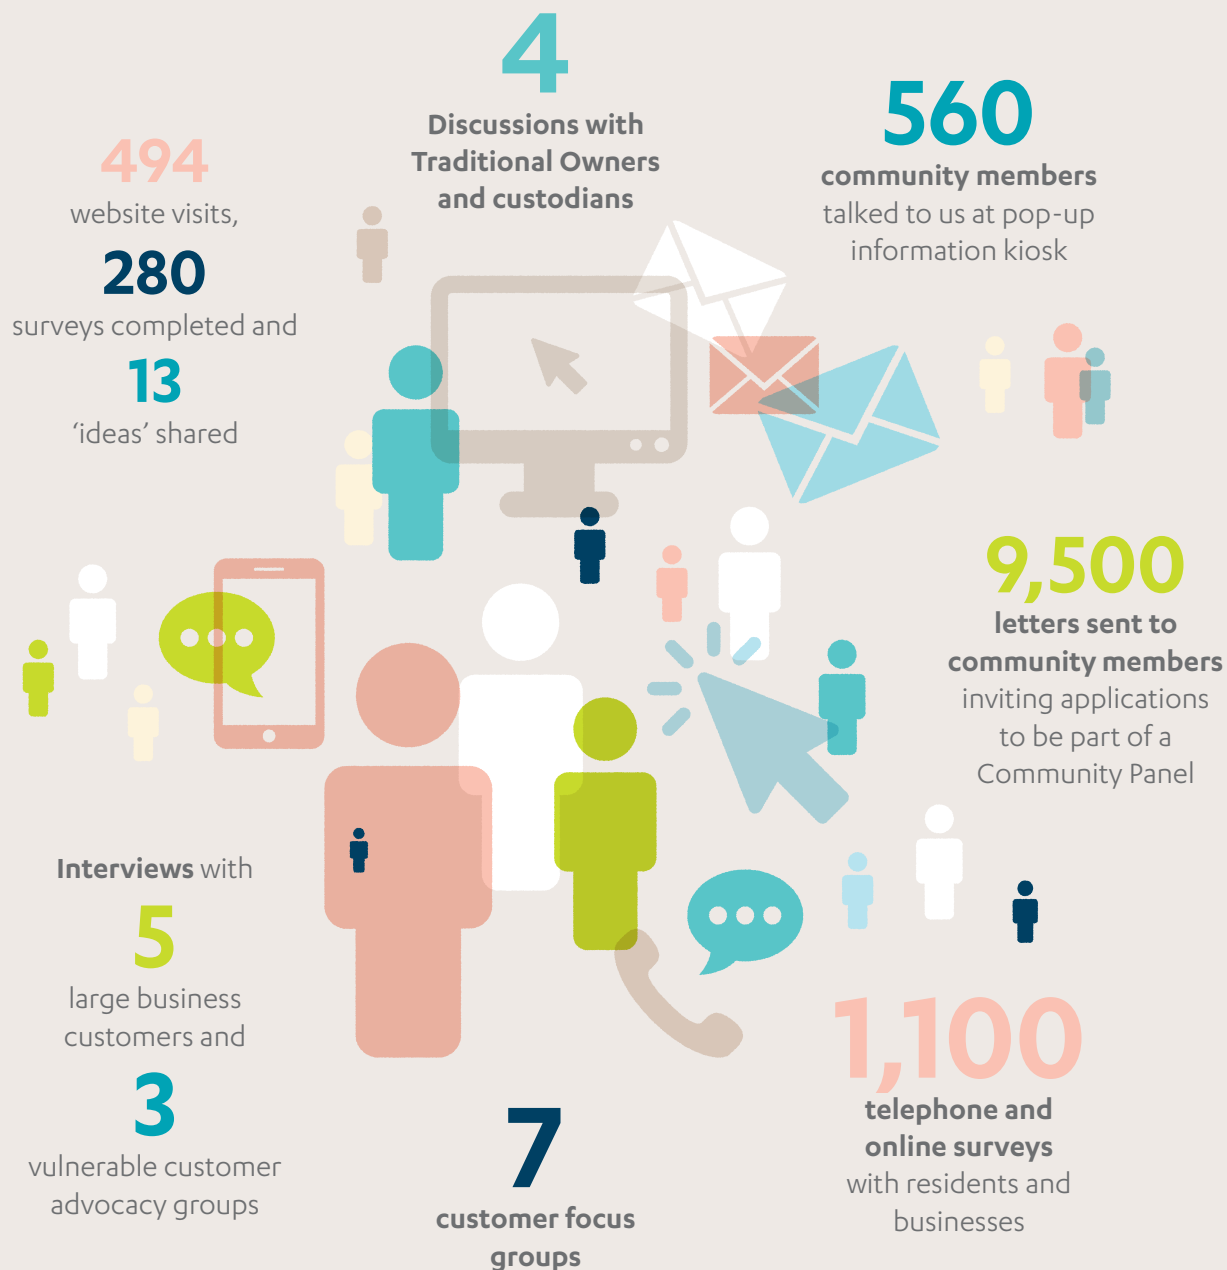 4
Discussions with
Traditional Owners
and custodians
560
community members
talked to us at pop-up
information kiosk
494
website visits,
280
surveys completed and
13
‘ideas’ shared
9,500
letters sent to
community members
inviting applications
to be part of a
Community Panel
Interviews with
5
large business
customers and
3
vulnerable customer
advocacy groups
7
customer focus
groups
1,100
telephone and
online surveys
with residents and
businesses